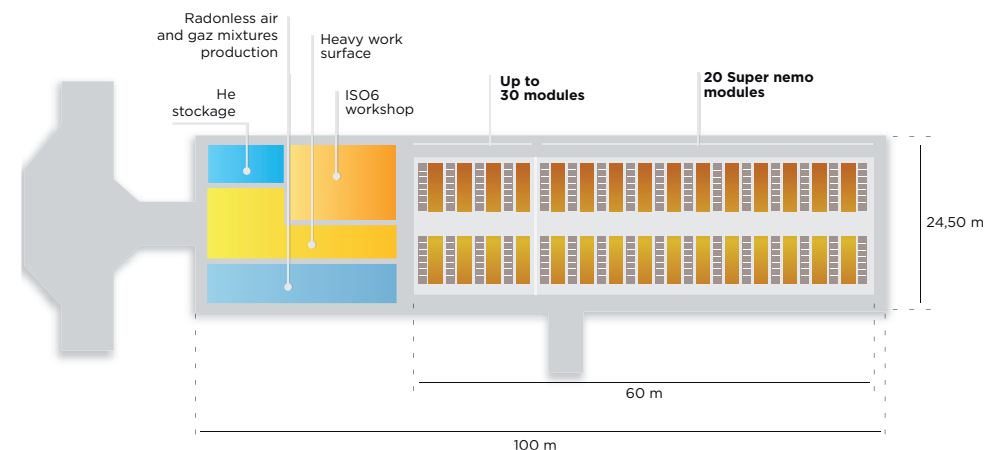 Radonless air
and gaz mixtures
production
Heavy work
surface
He
stockage
ISO6
workshop
Up to
30 modules
20 Super nemo
modules
24,50 m
60 m
100 m